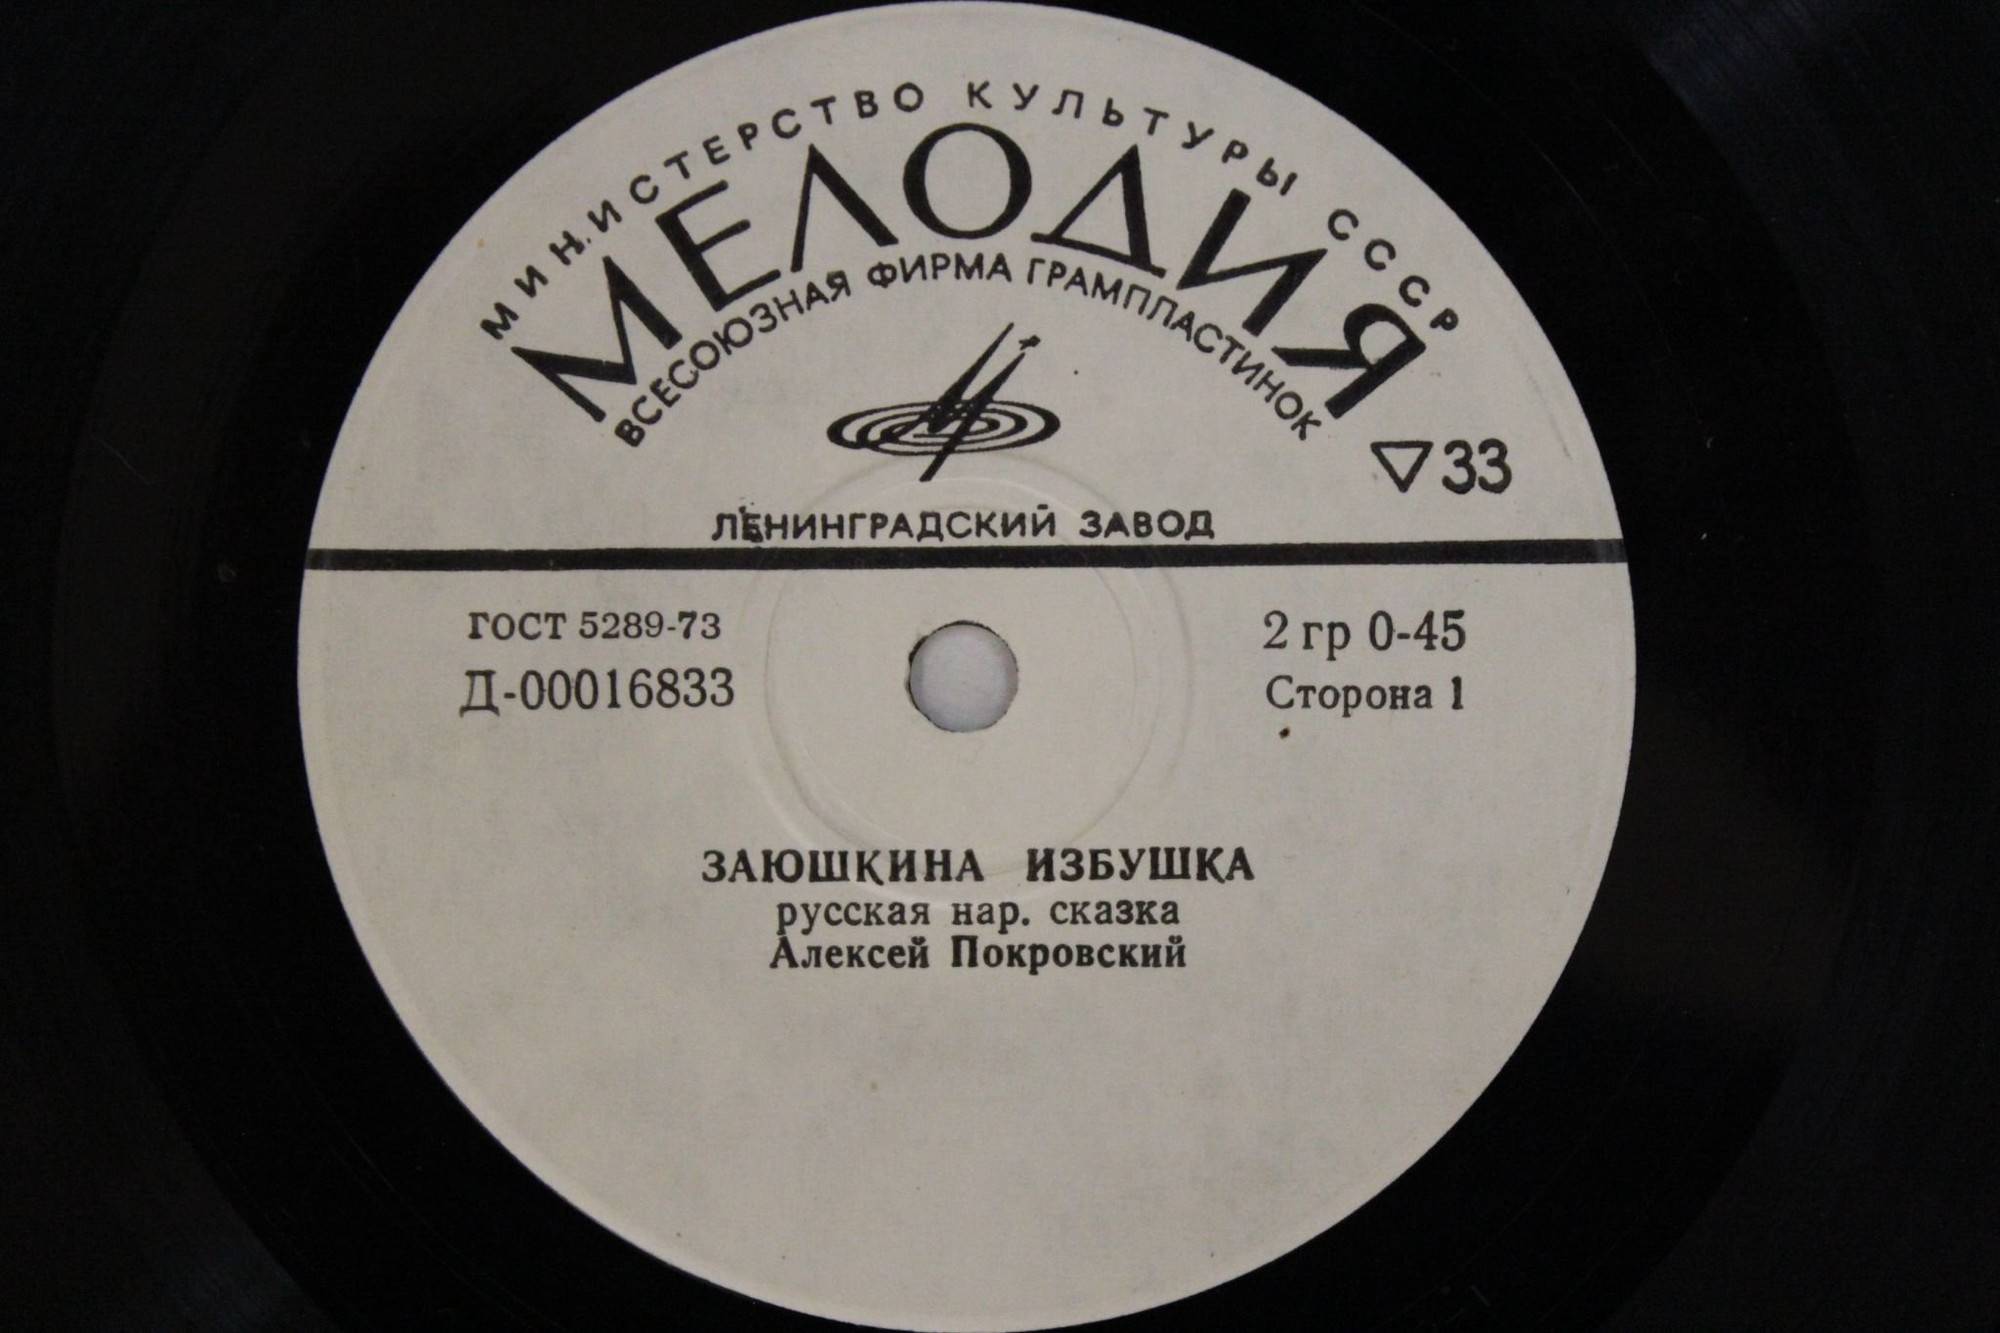 МИНИСТЕРСТВО КУЛЬТУРЫ СССР
МЕЛОДИЯ
ВСЕСОЮЗНАЯ ФИРМА ГРАМПЛАСТИНОК
▽33
ЛЕНИНГРАДСКИЙ ЗАВОД
ГОСТ 5289-73
2 гр 0-45
Д-00016833
Сторона 1
ЗАЮШКИНА ИЗБУШКА
русская нар. сказка
Алексей Покровский